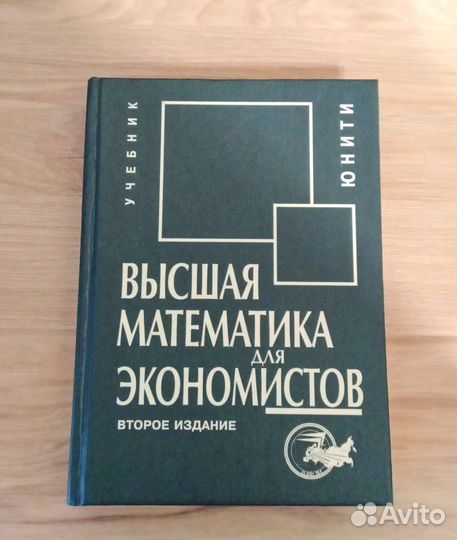 УЧЕБНИК
ЮНИТИ
ВЫСШАЯ
МАТЕМАТИКА
для
ЭКОНОМИСТОВ
ВТОРОЕ ИЗДАНИЕ
Avito